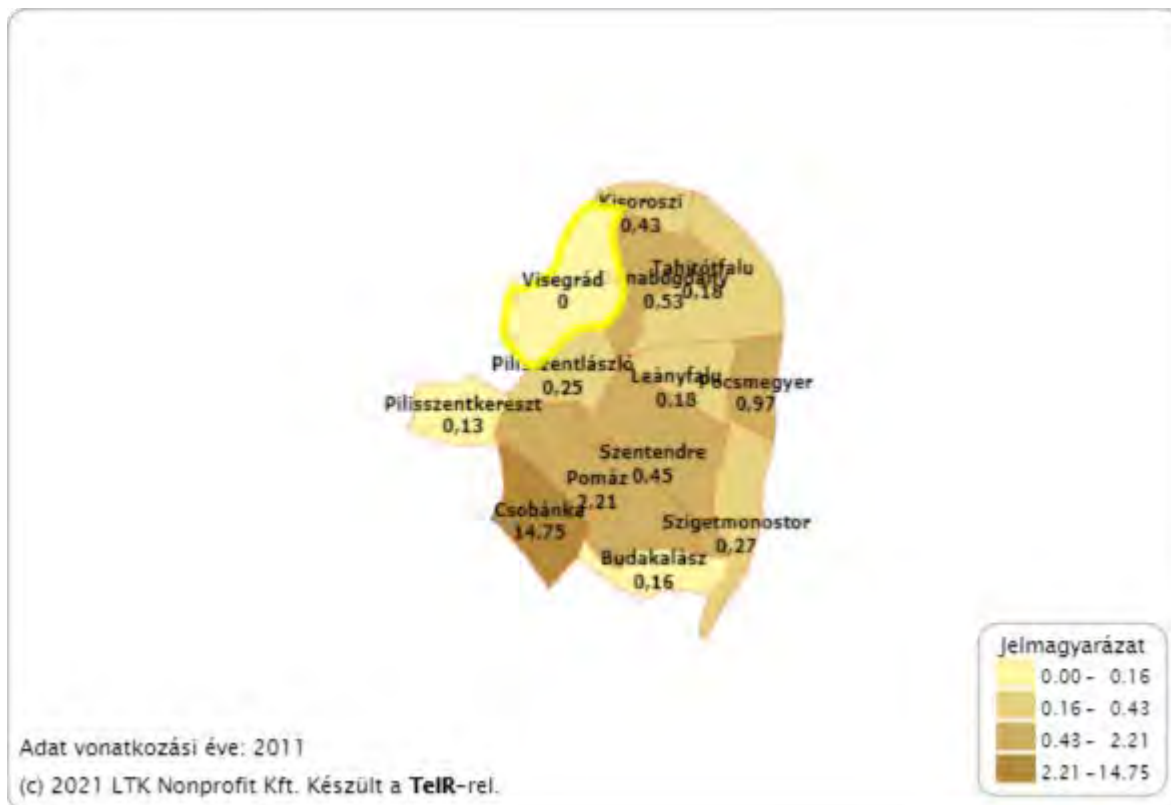 Kisoroszi
0,43
Tahitótfalu
0,18
nabogdány
0,53
Visegrád
0
Pilisszentlászló
0,25
Leányfalu
0,18
Pócsmegyer
0,97
Pilisszentkereszt
0,13
Szentendre
0,45
Pomáz
2,21
Csobánka
14,75
Szigetmonostor
0,27
Budakalász
0,16
Jelmagyarázat
0.00 - 0.16
0.16 - 0.43
0.43 - 2.21
2.21 - 14.75
Adat vonatkozási éve: 2011
(c) 2021 LTK Nonprofit Kft. Készült a TeIR-rel.